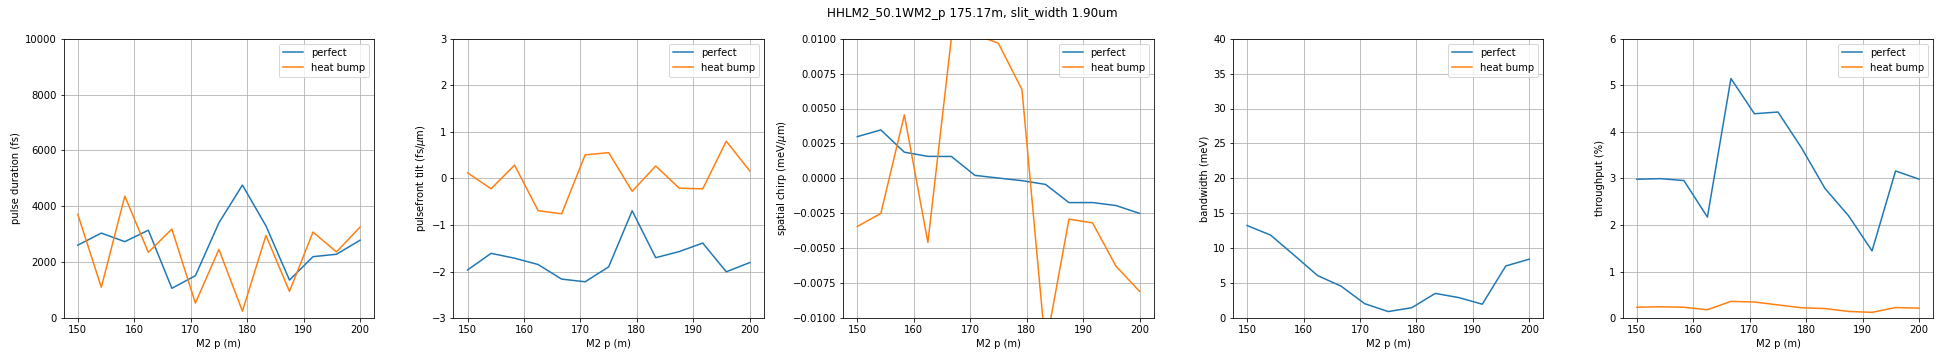 HHLM2_50.1WM2_p 175.17m, slit_width 1.90um
pulse duration (fs)
10000
8000
6000
4000
2000
0
150 160 170 180 190 200
M2 p (m)
perfect
heat bump
pulsefront tilt (fs/μm)
3
2
1
0
−1
−2
−3
150 160 170 180 190 200
M2 p (m)
perfect
heat bump
spatial chirp (meV/μm)
0.0100
0.0075
0.0050
0.0025
0.0000
−0.0025
−0.0050
−0.0075
−0.0100
150 160 170 180 190 200
M2 p (m)
perfect
heat bump
bandwidth (meV)
40
35
30
25
20
15
10
5
0
150 160 170 180 190 200
M2 p (m)
perfect
heat bump
throughput (%)
6
5
4
3
2
1
0
150 160 170 180 190 200
M2 p (m)
perfect
heat bump